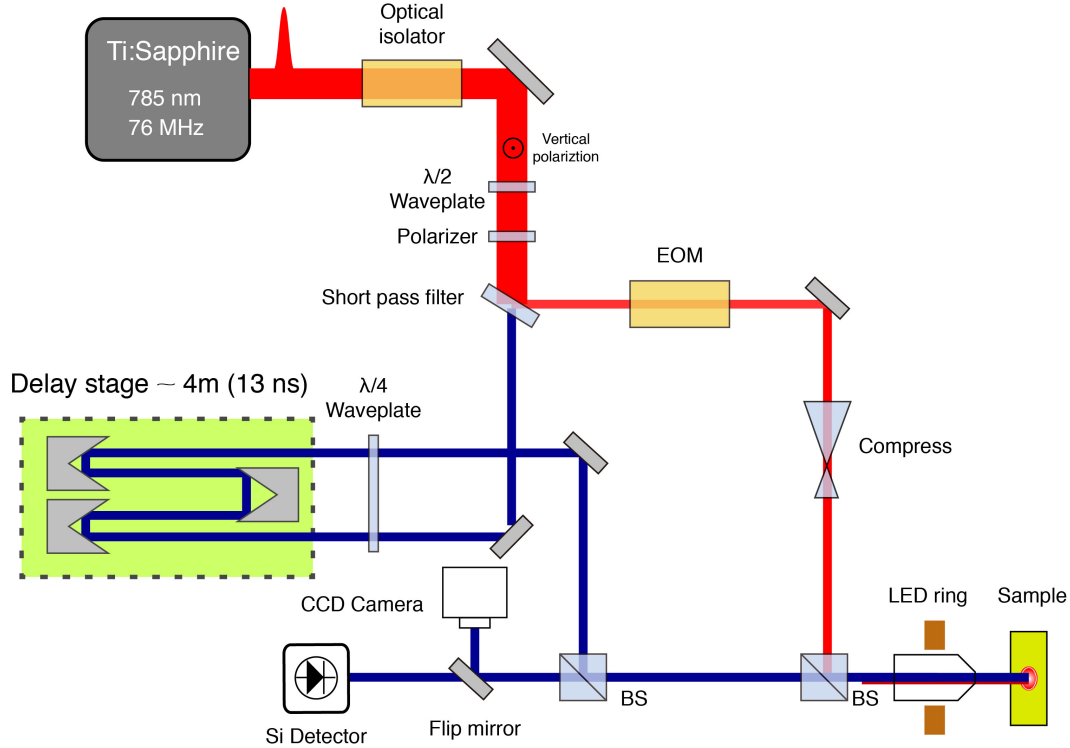 Optical
isolator
Ti:Sapphire
785 nm
76 MHz
Vertical
polariztion
λ/2
Waveplate
Polarizer
EOM
Short pass filter
Delay stage ~ 4m (13 ns)
λ/4
Waveplate
Compress
CCD Camera
LED ring
Sample
BS
BS
Flip mirror
Si Detector